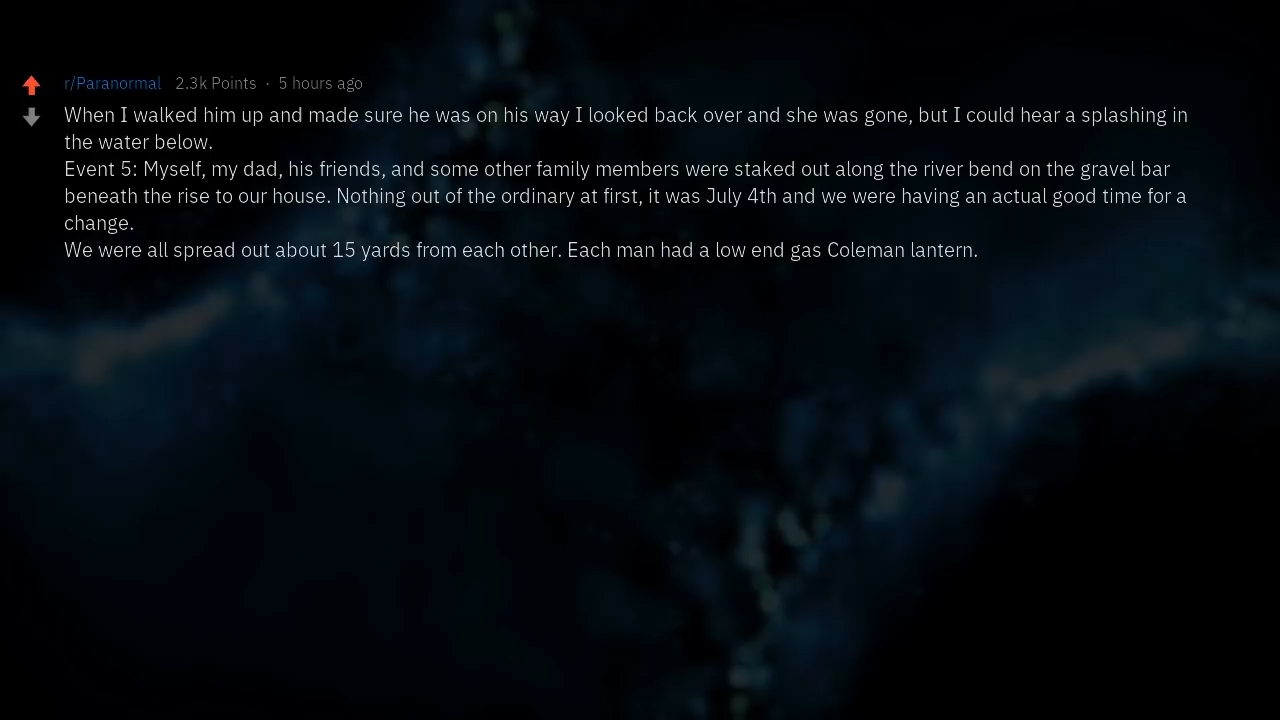 r/Paranormal 2.3k Points · 5 hours ago
When I walked him up and made sure he was on his way I looked back over and she was gone, but I could hear a splashing in
the water below.
Event 5: Myself, my dad, his friends, and some other family members were staked out along the river bend on the gravel bar
beneath the rise to our house. Nothing out of the ordinary at first, it was July 4th and we were having an actual good time for a
change.
We were all spread out about 15 yards from each other. Each man had a low end gas Coleman lantern.